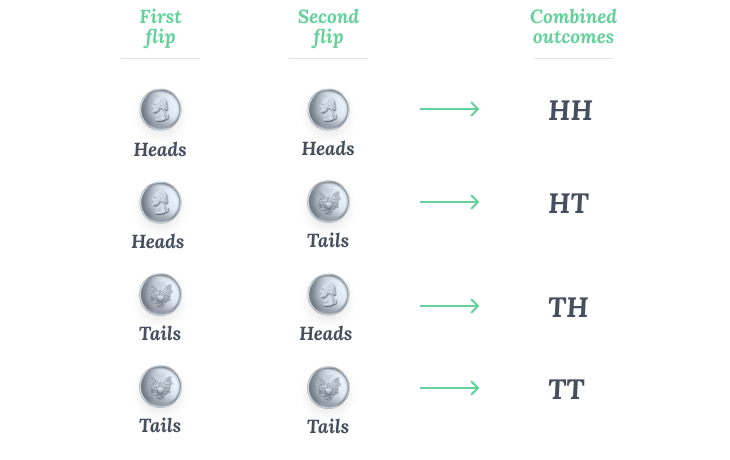 First
flip
Second
flip
Combined
outcomes
Heads
Heads
HH
Heads
Tails
HT
Tails
Heads
TH
Tails
Tails
TT